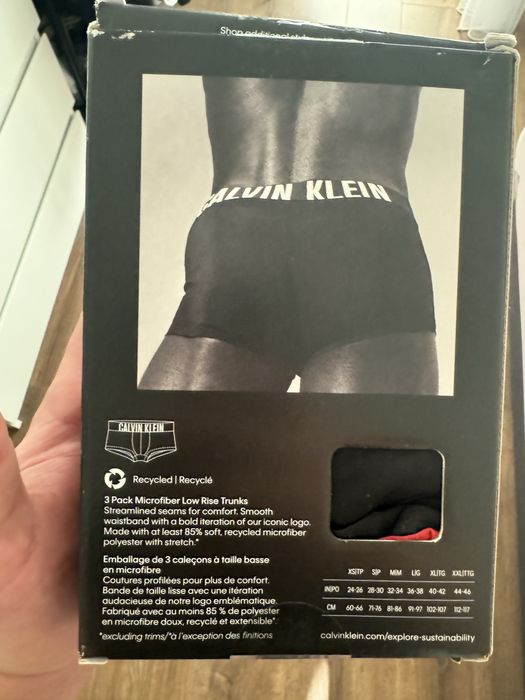 Shop additional styles
CALVIN KLEIN
CALVIN KLEIN
Recycled | Recyclé
3 Pack Microfiber Low Rise Trunks
Streamlined seams for comfort. Smooth
waistband with a bold iteration of our iconic logo.
Made with at least 85% soft, recycled microfiber
polyester with stretch.*
Emballage de 3 caleçons à taille basse
en microfibre
Coutures profilées pour plus de confort.
Bande de taille lisse avec une itération
audacieuse de notre logo emblématique.
Fabriqué avec au moins 85 % de polyester
en microfibre doux, recyclé et extensible*.
*excluding trims/*à l'exception des finitions
XS|TP S|P M|M L|G XL|TG XXL|TTG
IN|PO 24-26 28-30 32-34 36-38 40-42 44-46
CM 60-66 71-76 81-86 91-97 102-107 112-117
calvinklein.com/explore-sustainability